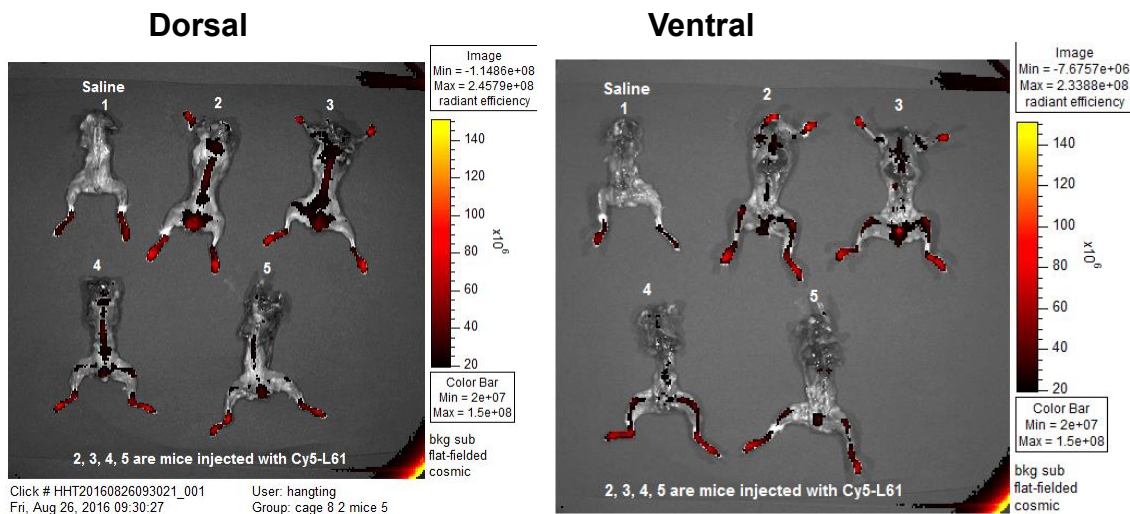 Dorsal
Ventral
Image
Min = -1.1486e+08
Max = 2.4579e+08
radiant efficiency
Saline
1
2
3
4
5
140
120
100
80
60
40
20
x10^6
Color Bar
Min = 2e+07
Max = 1.5e+08
bkg sub
flat-fielded
cosmic
2, 3, 4, 5 are mice injected with Cy5-L61
Click # HHT20160826093021_001
Fri, Aug 26, 2016 09:30:27
User: hangting
Group: cage 8 2 mice 5
Image
Min = -7.6757e+06
Max = 2.3388e+08
radiant efficiency
Saline
1
2
3
4
5
140
120
100
80
60
40
20
x10^6
Color Bar
Min = 2e+07
Max = 1.5e+08
bkg sub
flat-fielded
cosmic
2, 3, 4, 5 are mice injected with Cy5-L61